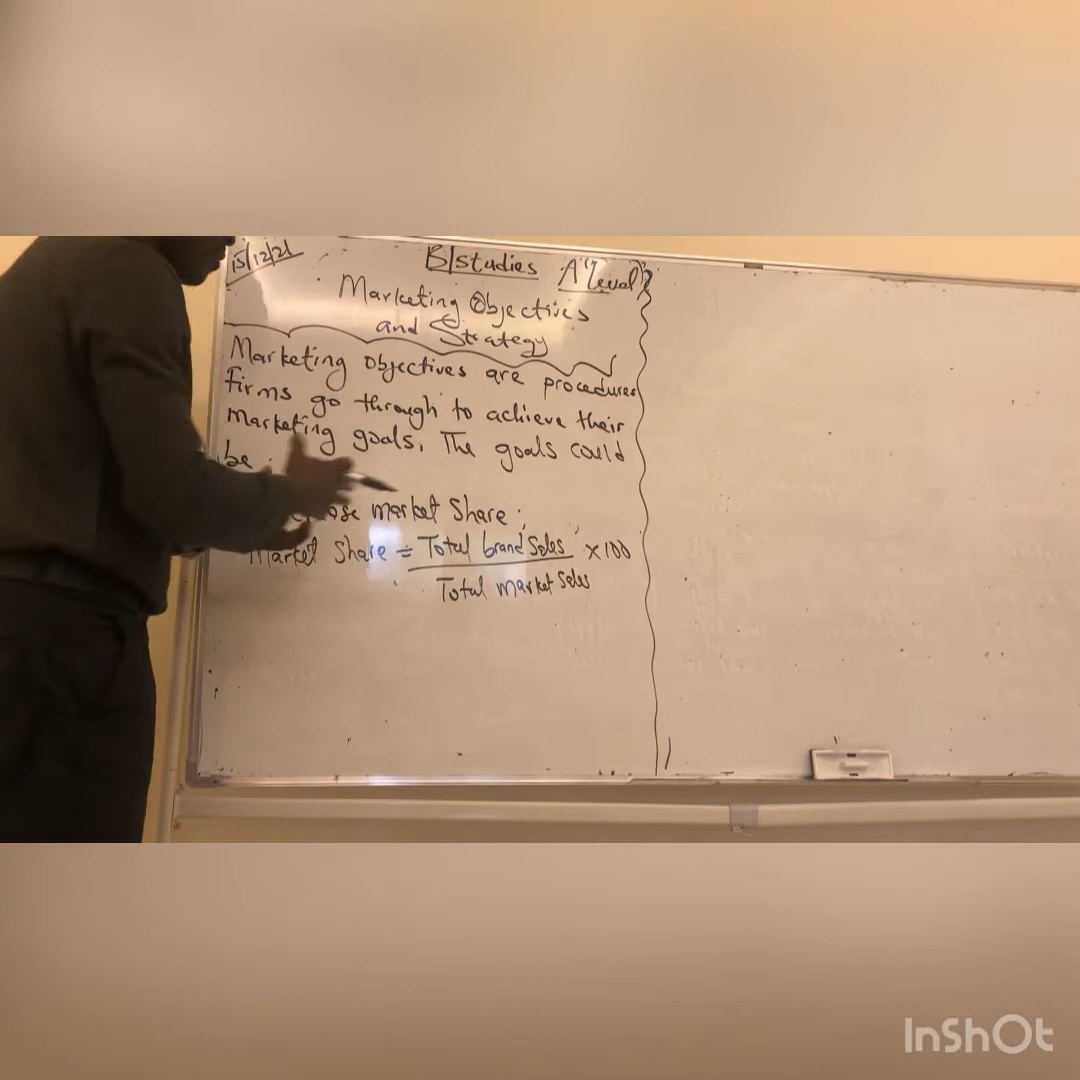 15/12/21
B/studies A'level
Marketing Objectives
and Strategy
Marketing objectives are procedures
firms go through to achieve their
marketing goals. The goals could
be
market share
Market share = Total brand sales × 100
Total market sales
InShOt